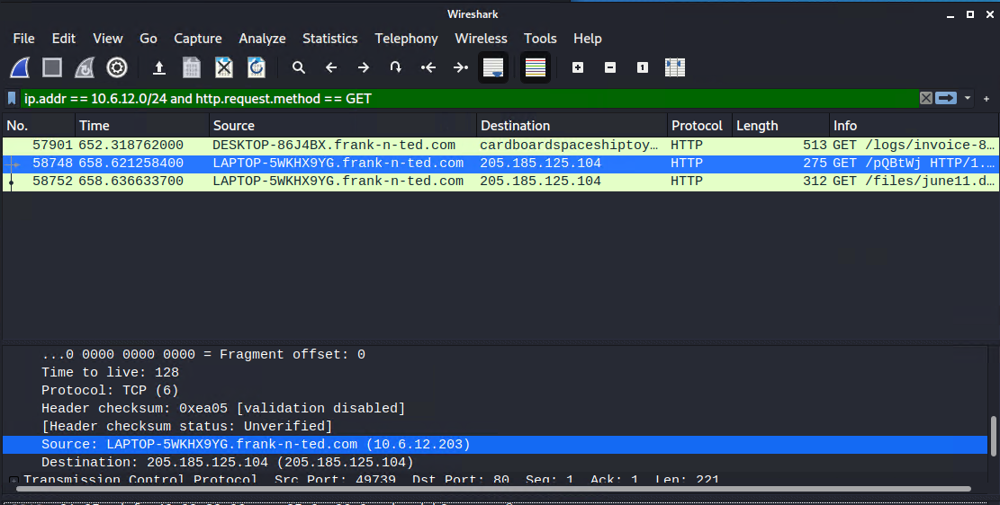 Wireshark
File Edit View Go Capture Analyze Statistics Telephony Wireless Tools Help
ip.addr == 10.6.12.0/24 and http.request.method == GET
No. Time Source Destination Protocol Length Info
57901 652.318762000 DESKTOP-86J4BX.frank-n-ted.com cardboardspaceshiptoy… HTTP 513 GET /logs/invoice-8…
58748 658.621258400 LAPTOP-5WKHX9YG.frank-n-ted.com 205.185.125.104 HTTP 275 GET /pQBtWj HTTP/1.…
58752 658.636633700 LAPTOP-5WKHX9YG.frank-n-ted.com 205.185.125.104 HTTP 312 GET /files/june11.d…
...0 0000 0000 0000 = Fragment offset: 0
Time to live: 128
Protocol: TCP (6)
Header checksum: 0xea05 [validation disabled]
[Header checksum status: Unverified]
Source: LAPTOP-5WKHX9YG.frank-n-ted.com (10.6.12.203)
Destination: 205.185.125.104 (205.185.125.104)
Transmission Control Protocol, Src Port: 49739, Dst Port: 80, Seq: 1, Ack: 1, Len: 221